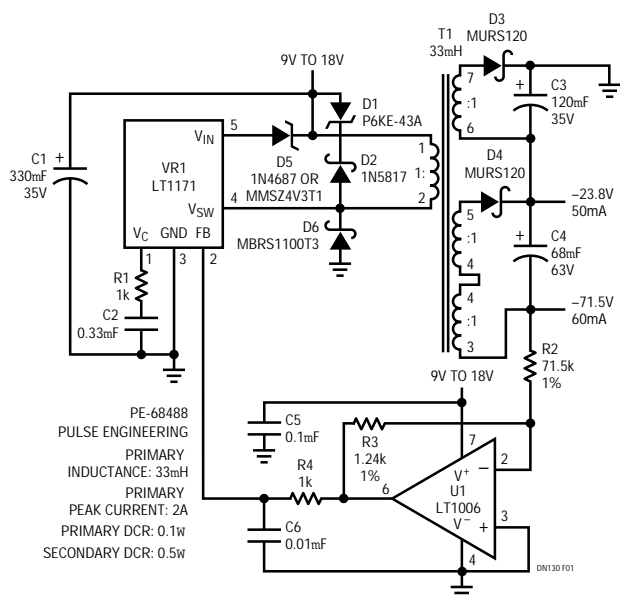 T1
33mH
D3
MURS120
9V TO 18V
7
:1
6
+
C3
120mF
35V
D1
P6KE-43A
C1
330mF
35V
+
VIN
5
VR1
LT1171
D5
1N4687 OR
MMSZ4V3T1
D2
1N5817
1
1:
2
D4
MURS120
VSW
4
D6
MBRS1100T3
5
:1
4
–23.8V
50mA
+
C4
68mF
63V
VC
GND
FB
1
3
2
R1
1k
C2
0.33mF
4
:1
3
–71.5V
60mA
R2
71.5k
1%
9V TO 18V
PE-68488
PULSE ENGINEERING
PRIMARY
INDUCTANCE: 33mH
PRIMARY
PEAK CURRENT: 2A
PRIMARY DCR: 0.1W
SECONDARY DCR: 0.5W
C5
0.1mF
R3
1.24k
1%
R4
1k
C6
0.01mF
7
V+
–
2
6
U1
LT1006
V–
+
3
4
DN130 F01